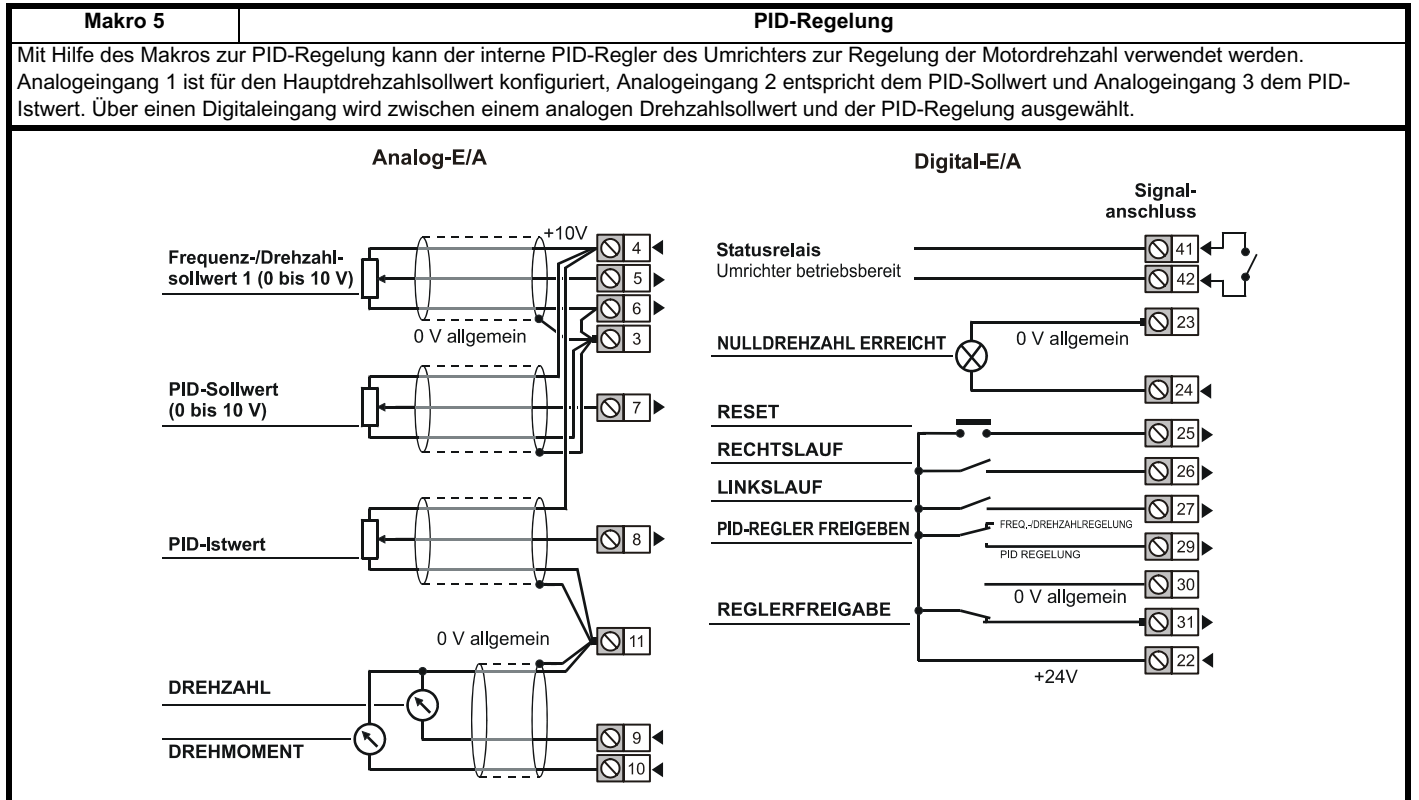 Makro 5
PID-Regelung
Mit Hilfe des Makros zur PID-Regelung kann der interne PID-Regler des Umrichters zur Regelung der Motordrehzahl verwendet werden.
Analogeingang 1 ist für den Hauptdrehzahlsollwert konfiguriert, Analogeingang 2 entspricht dem PID-Sollwert und Analogeingang 3 dem PID-
Istwert. Über einen Digitaleingang wird zwischen einem analogen Drehzahlsollwert und der PID-Regelung ausgewählt.
Analog-E/A
Frequenz-/Drehzahl-
sollwert 1 (0 bis 10 V)
+10V
4
5
6
3
0 V allgemein
PID-Sollwert
(0 bis 10 V)
7
PID-Istwert
8
0 V allgemein
11
DREHZAHL
DREHMOMENT
9
10
Digital-E/A
Signal-
anschluss
Statusrelais
Umrichter betriebsbereit
41
42
23
NULLDREHZAHL ERREICHT
0 V allgemein
24
RESET
25
RECHTSLAUF
26
LINKSLAUF
27
PID-REGLER FREIGEBEN
FREQ,-/DREHZAHLREGELUNG
PID REGELUNG
29
30
0 V allgemein
REGLERFREIGABE
31
22
+24V